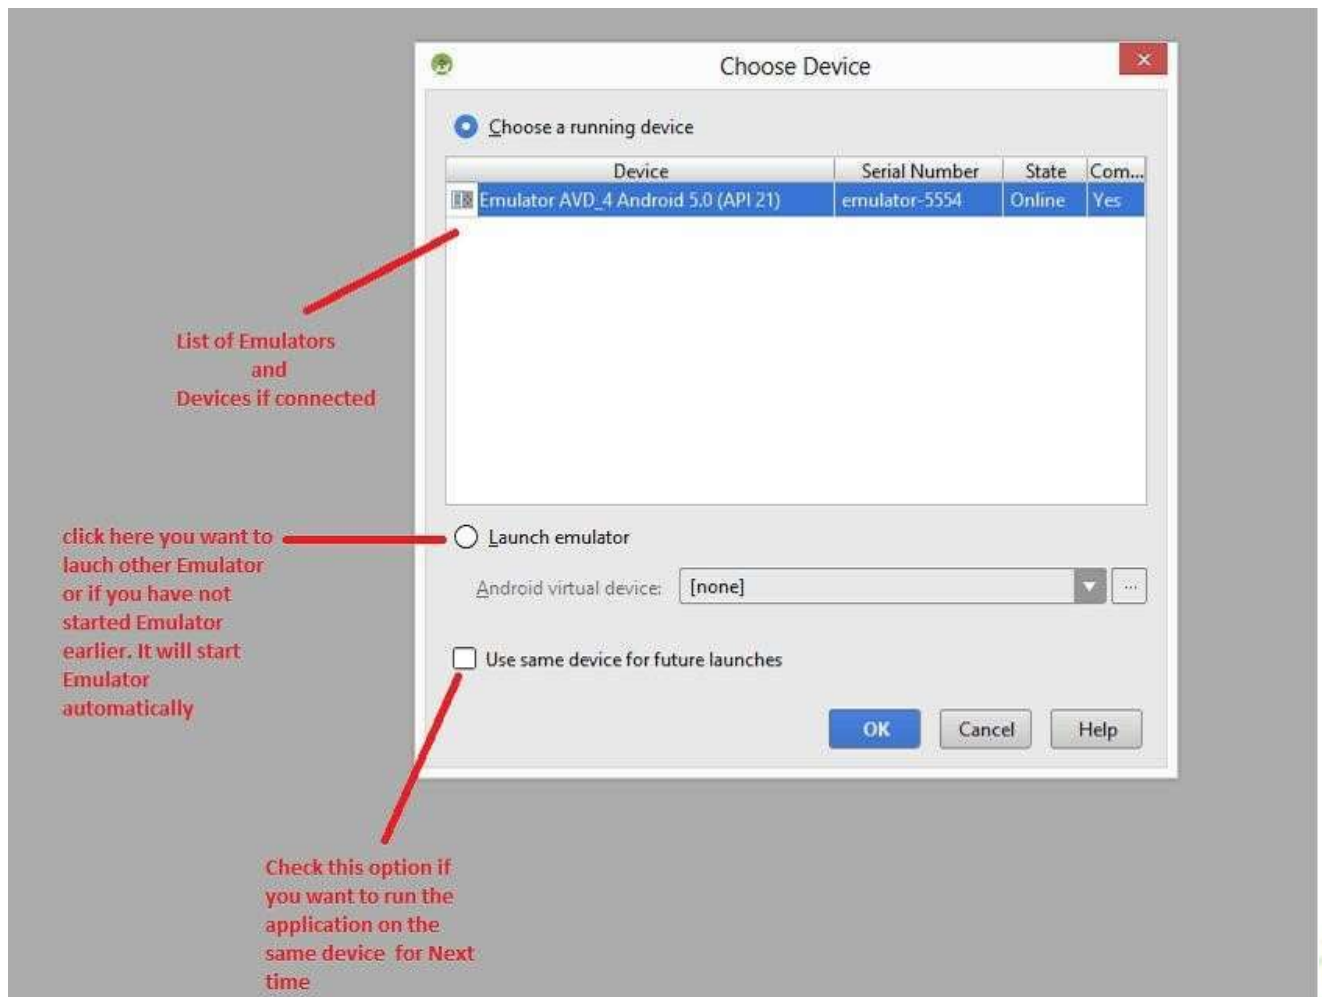 Choose Device
Choose a running device
Device Serial Number State Com...
Emulator AVD_4 Android 5.0 (API 21) emulator-5554 Online Yes
List of Emulators
and
Devices if connected
click here you want to
lauch other Emulator
or if you have not
started Emulator
earlier. It will start
Emulator
automatically
Launch emulator
Android virtual device: [none] ...
Use same device for future launches
OK Cancel Help
Check this option if
you want to run the
application on the
same device for Next
time